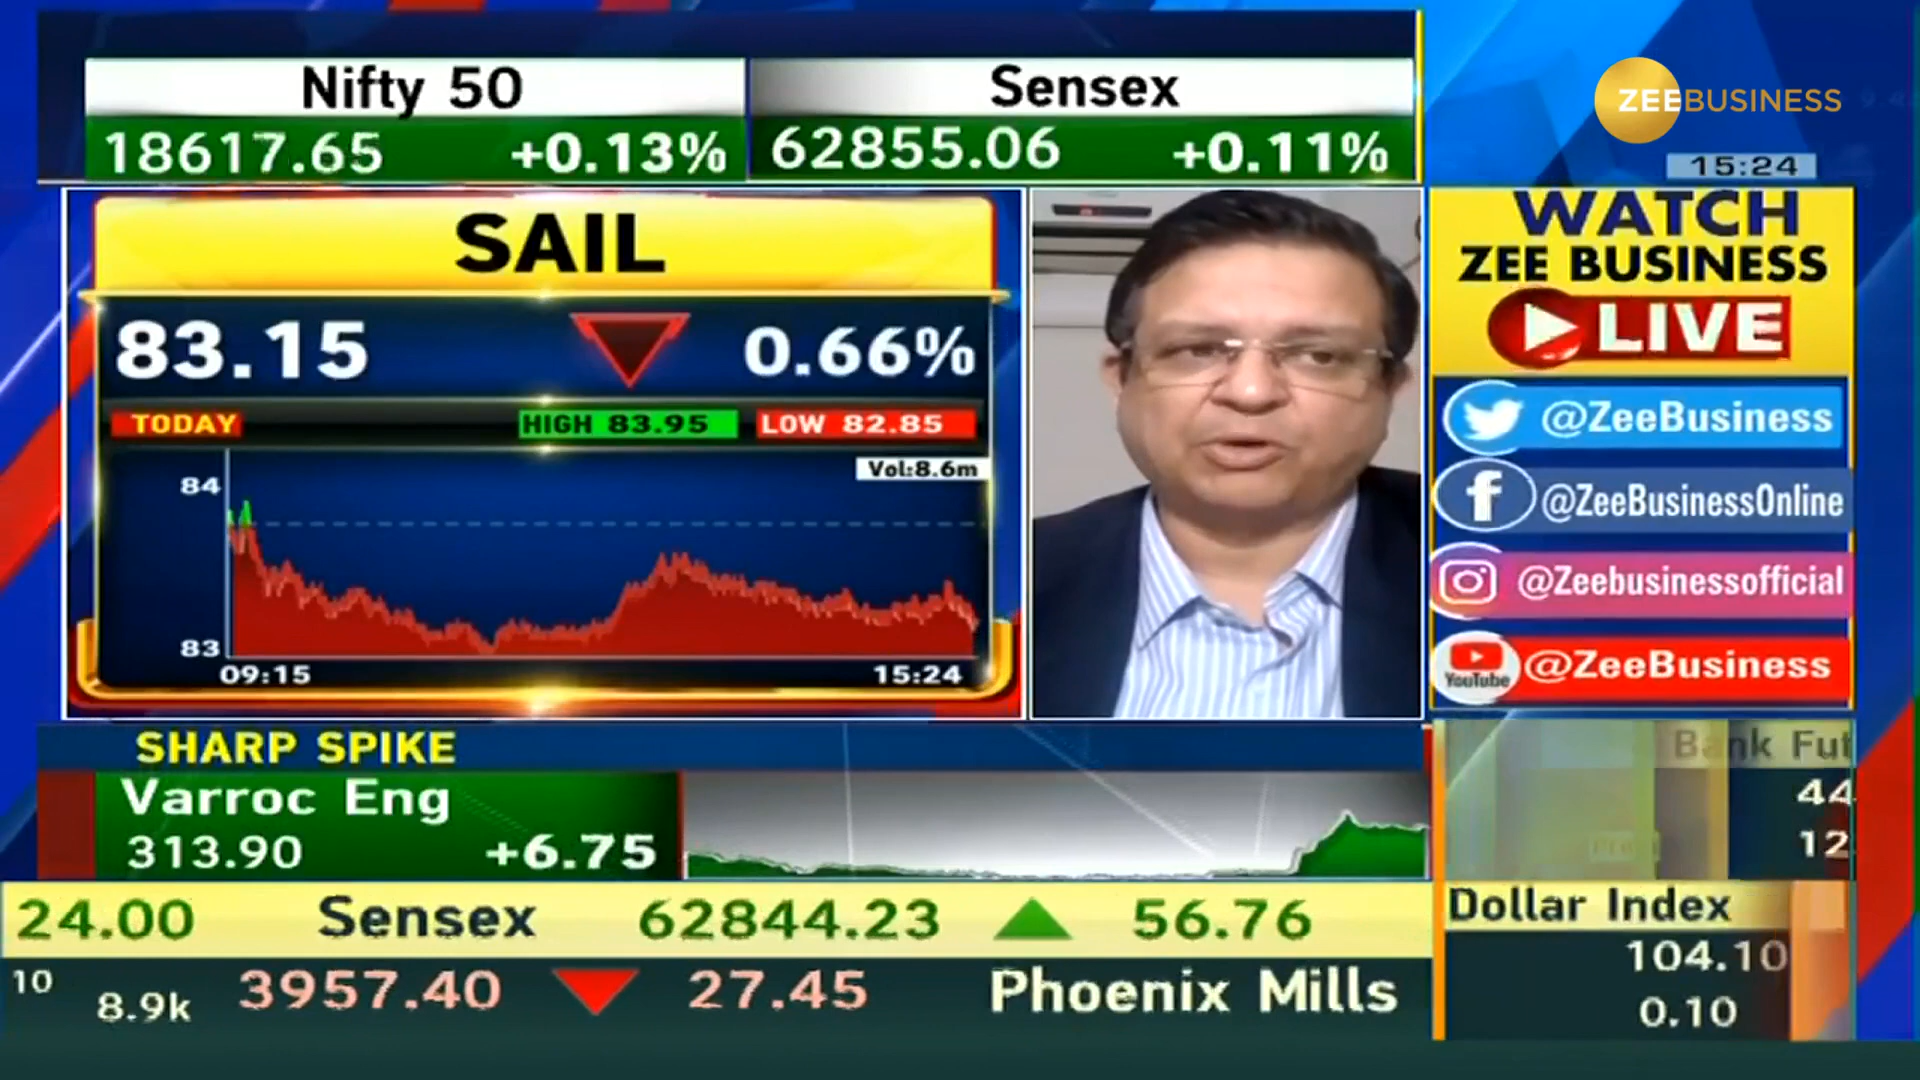 Nifty 50
18617.65 +0.13%
Sensex
62855.06 +0.11%
ZEEBUSINESS
15:24
SAIL
83.15 0.66%
TODAY HIGH 83.95 LOW 82.85
Vol:8.6m
84
83
09:15 15:24
WATCH
ZEE BUSINESS
LIVE
@ZeeBusiness
@ZeeBusinessOnline
@Zeebusinessofficial
YouTube @ZeeBusiness
SHARP SPIKE
Varroc Eng
313.90 +6.75
Bank Fut
44
12
Dollar Index
104.10
0.10
24.00 Sensex 62844.23 56.76
10 8.9k 3957.40 27.45 Phoenix Mills